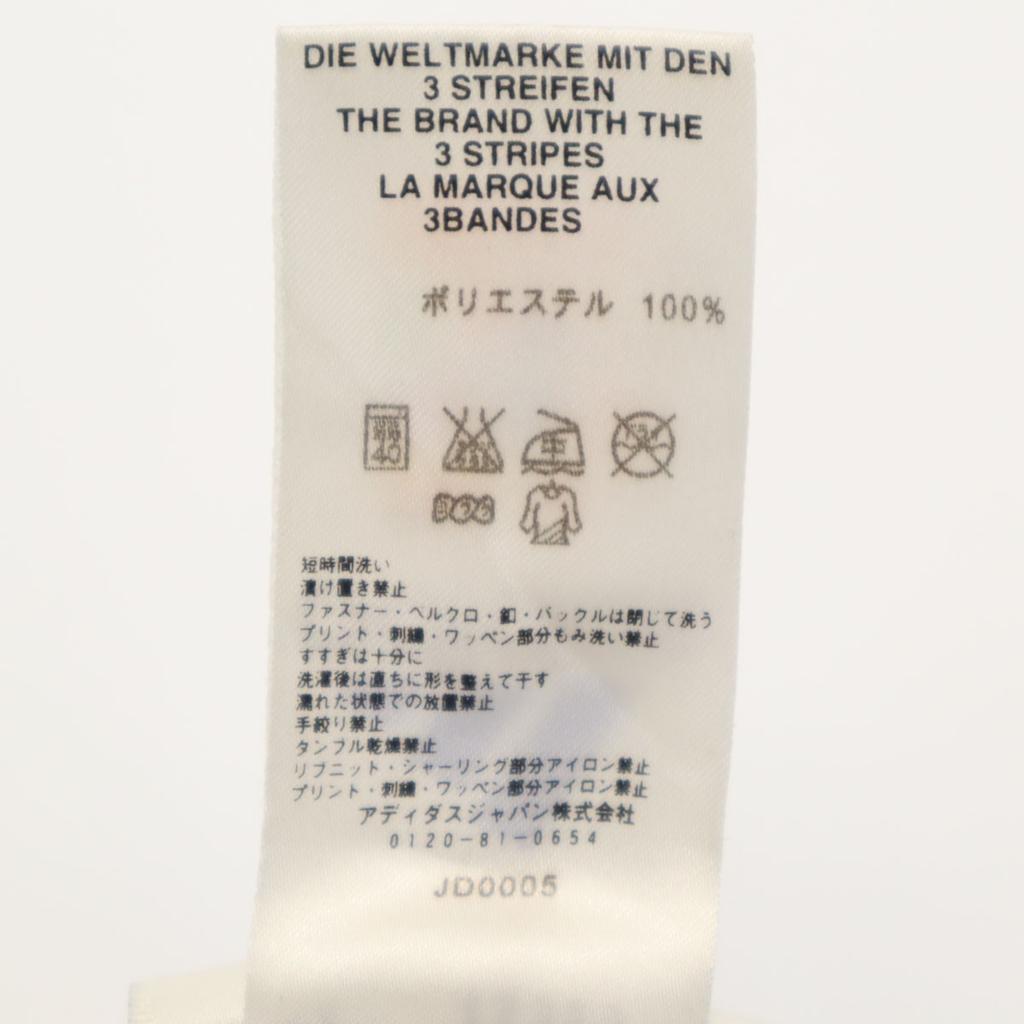 DIE WELTMARKE MIT DEN
3 STREIFEN
THE BRAND WITH THE
3 STRIPES
LA MARQUE AUX
3BANDES
ポリエステル 100%
40
短時間洗い
漬け置き禁止
ファスナー・ベルクロ・釦・バックルは閉じて洗う
プリント・刺繍・ワッペン部分もみ洗い禁止
すすぎは十分に
洗濯後は直ちに形を整えて干す
濡れた状態での放置禁止
手絞り禁止
タンブル乾燥禁止
リブニット・シャーリング部分アイロン禁止
プリント・刺繍・ワッペン部分アイロン禁止
アディダスジャパン株式会社
0120-81-0654
JD0005